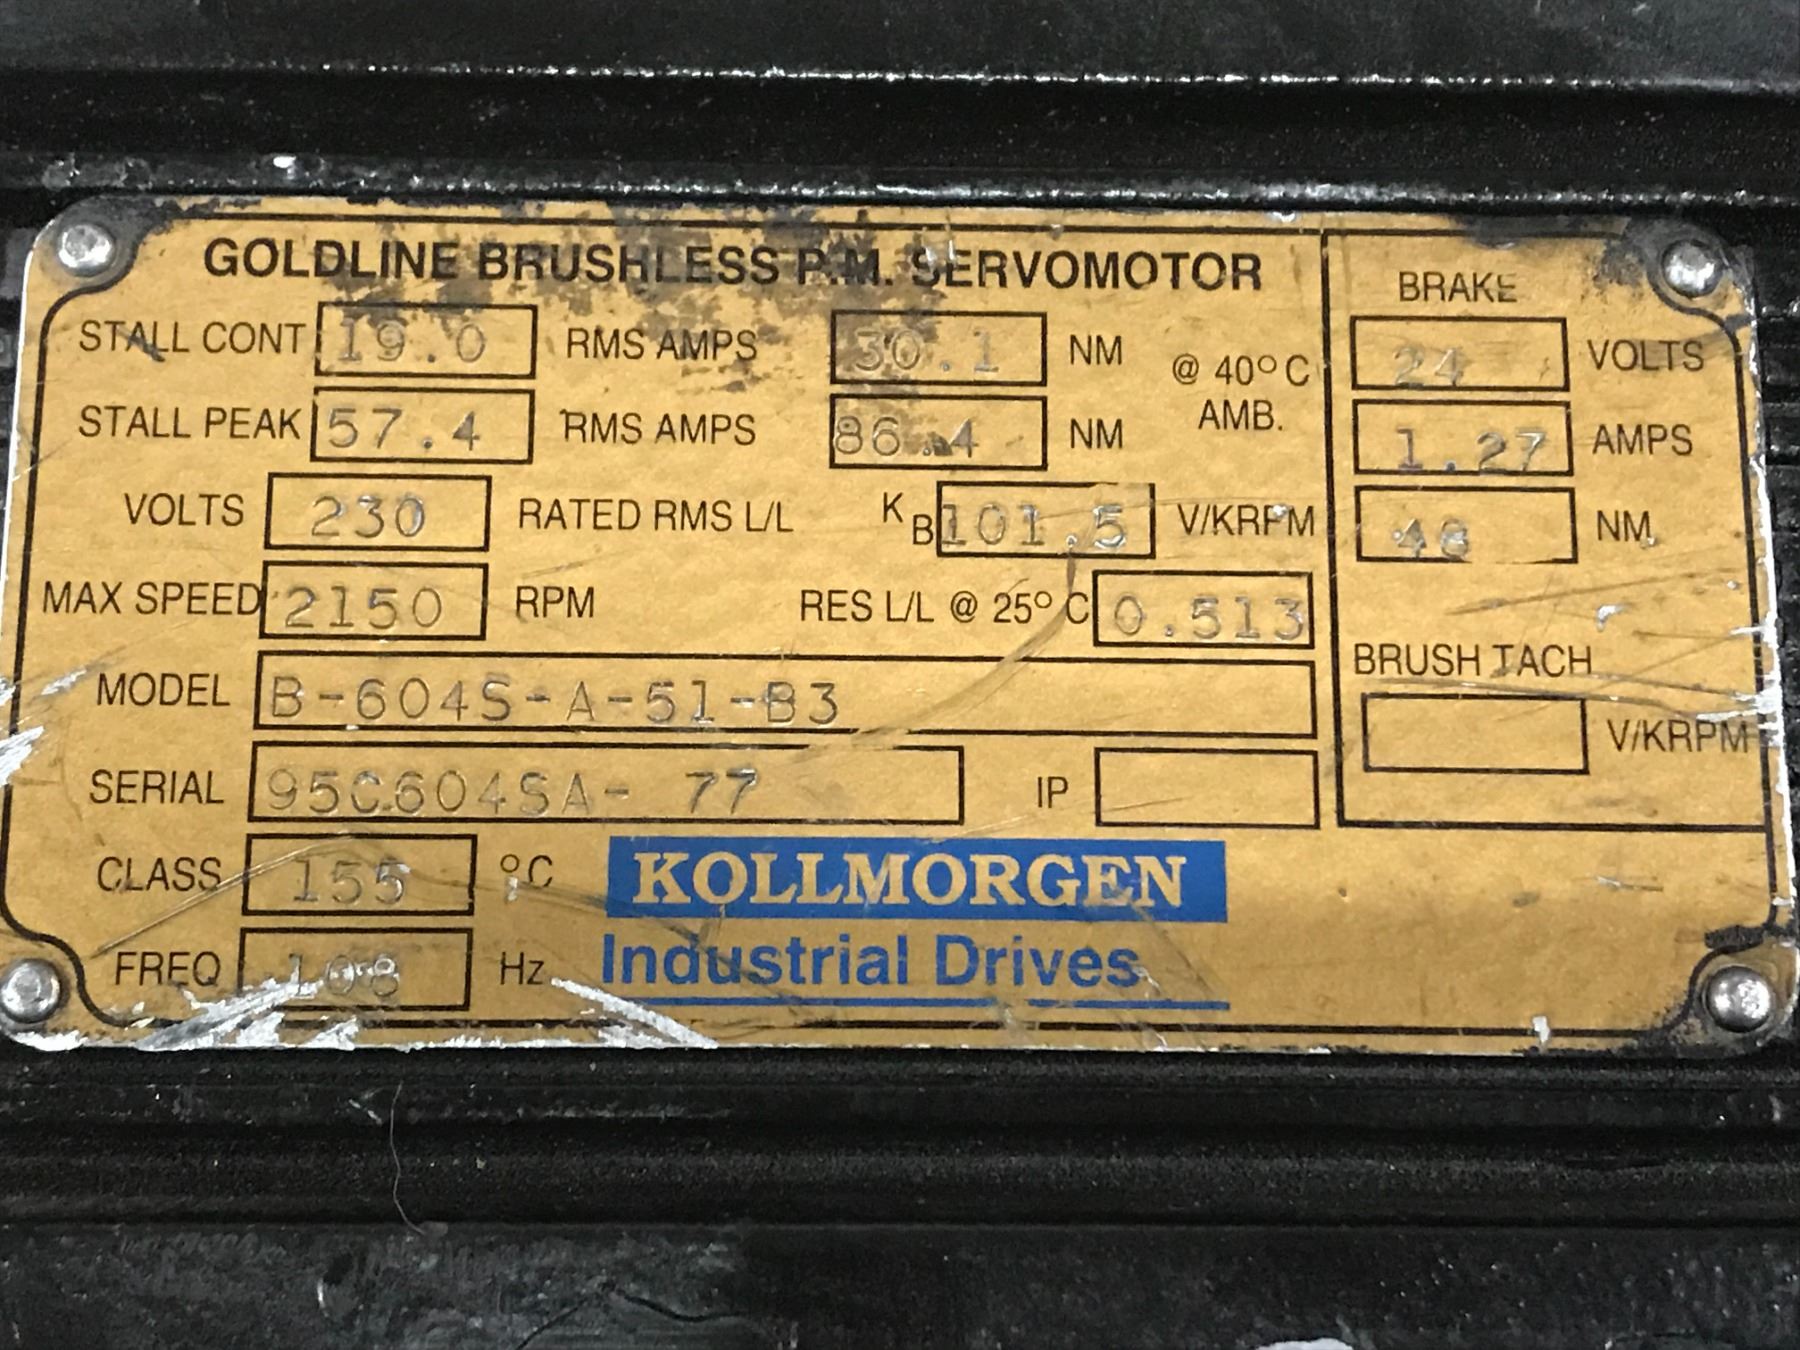 GOLDLINE BRUSHLESS P.M. SERVOMOTOR
STALL CONT 19.0 RMS AMPS 30.1 NM @ 40°C
STALL PEAK 57.4 RMS AMPS 86.4 NM AMB.
VOLTS 230 RATED RMS L/L KB 101.5 V/KRPM
MAX SPEED 2150 RPM RES L/L @ 25°C 0.513
MODEL B-604S-A-51-B3
SERIAL 95C604SA- 77 IP
CLASS 155 °C
FREQ 108 Hz
KOLLMORGEN
Industrial Drives
BRAKE
24 VOLTS
1.27 AMPS
48 NM
BRUSH TACH
V/KRPM